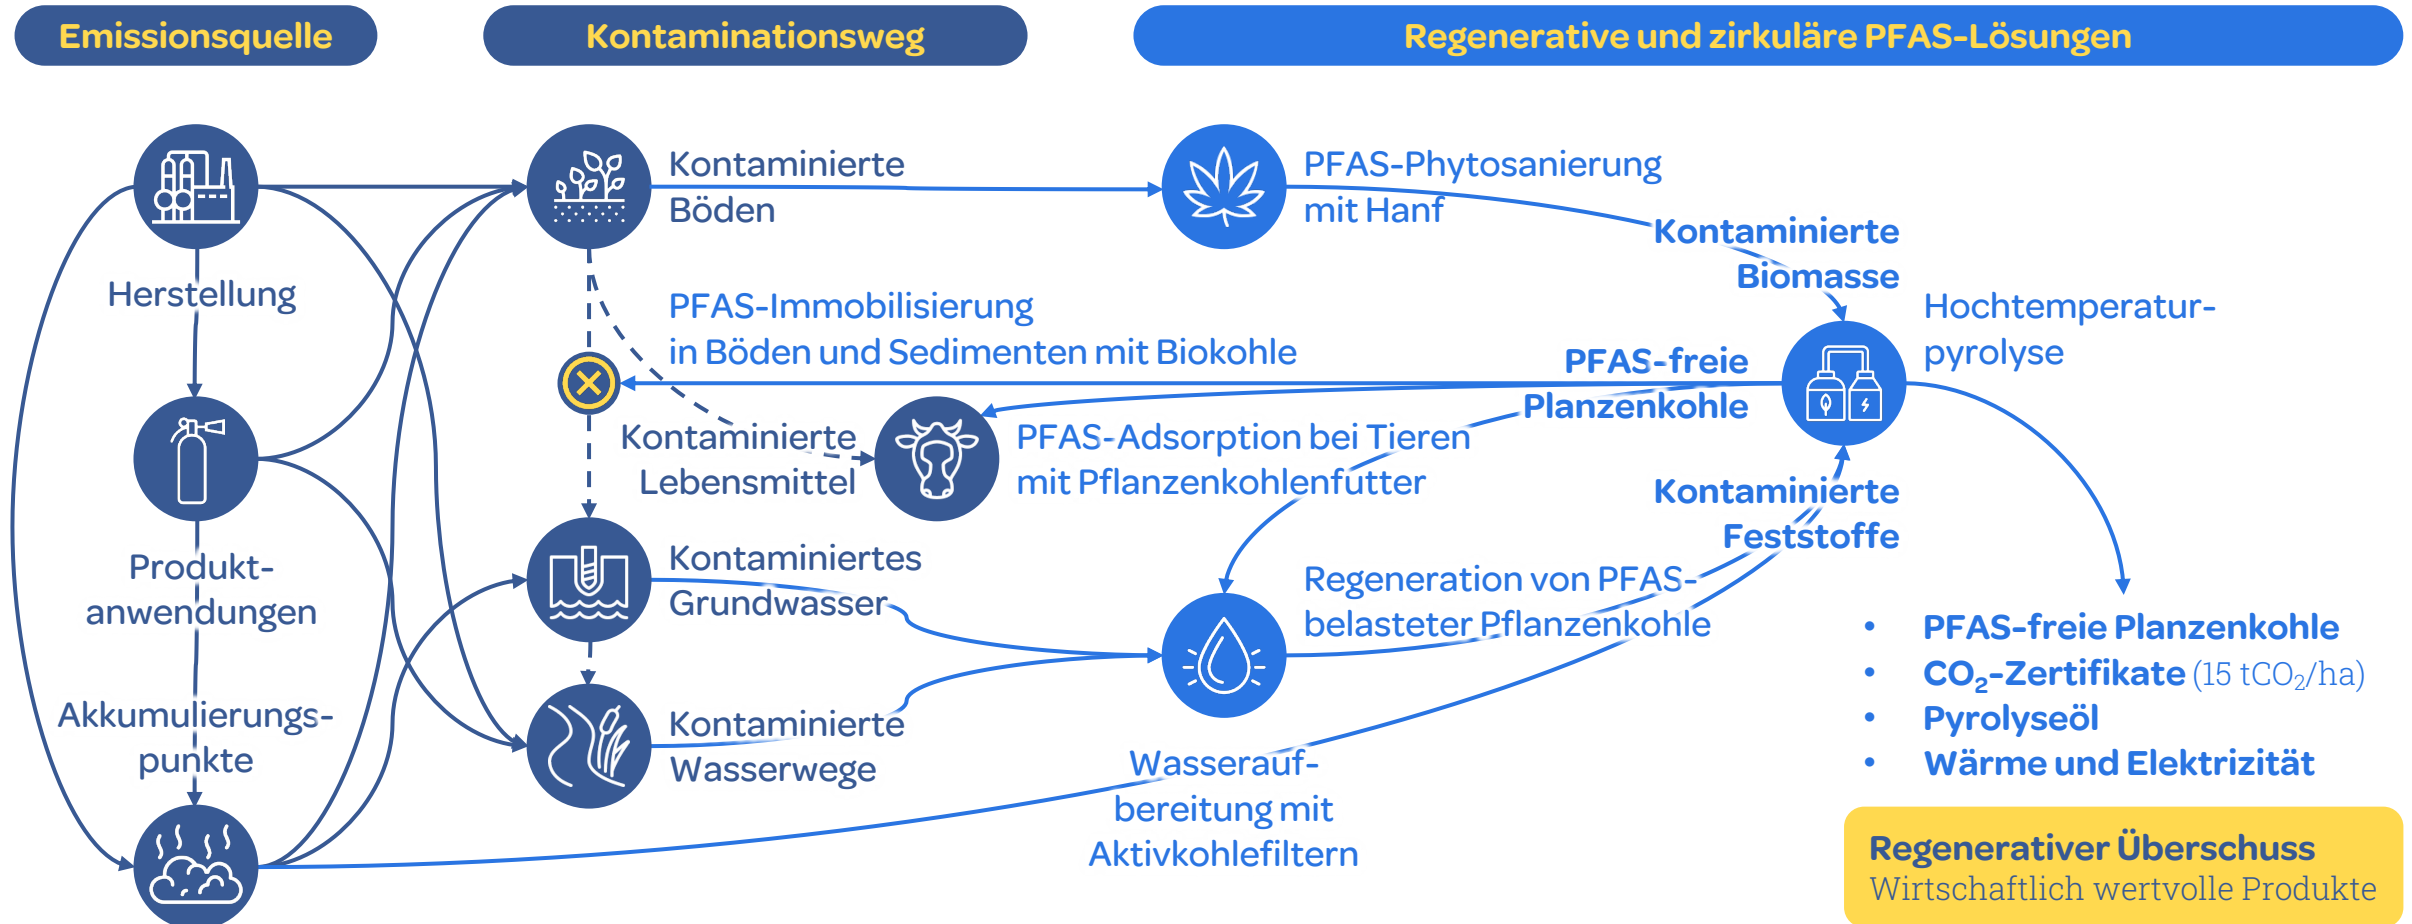 Emissionsquelle
Kontaminationsweg
Regenerative und zirkuläre PFAS-Lösungen
Kontaminierte
Böden
PFAS-Phytosanierung
mit Hanf
Kontaminierte
Biomasse
Herstellung
PFAS-Immobilisierung
in Böden und Sedimenten mit Biokohle
Hochtemperatur-
pyrolyse
PFAS-freie
Planzenkohle
Kontaminierte
Lebensmittel
PFAS-Adsorption bei Tieren
mit Pflanzenkohlenfutter
Kontaminierte
Feststoffe
Produkt-
anwendungen
Kontaminiertes
Grundwasser
Regeneration von PFAS-
belasteter Pflanzenkohle
• PFAS-freie Planzenkohle
• CO₂-Zertifikate (15 tCO₂/ha)
• Pyrolyseöl
• Wärme und Elektrizität
Akkumulierungs-
punkte
Kontaminierte
Wasserwege
Wasserauf-
bereitung mit
Aktivkohlefiltern
Regenerativer Überschuss
Wirtschaftlich wertvolle Produkte